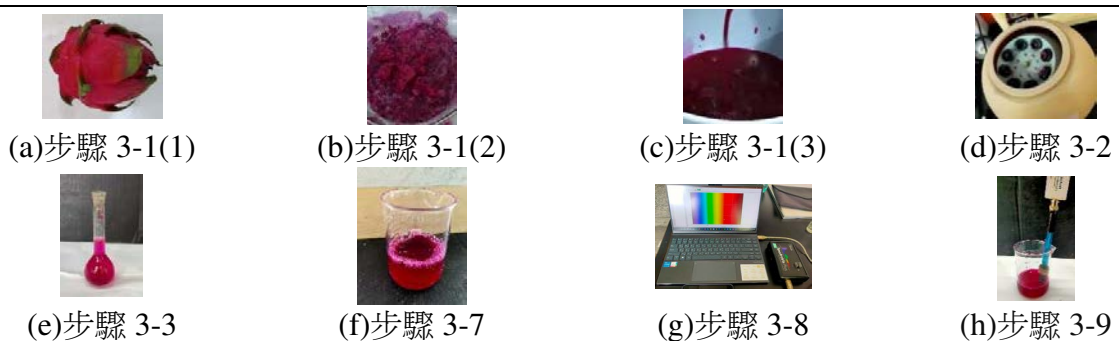 (a)步驟 3-1(1) (b)步驟 3-1(2) (c)步驟 3-1(3) (d)步驟 3-2
(e)步驟 3-3 (f)步驟 3-7 (g)步驟 3-8 (h)步驟 3-9